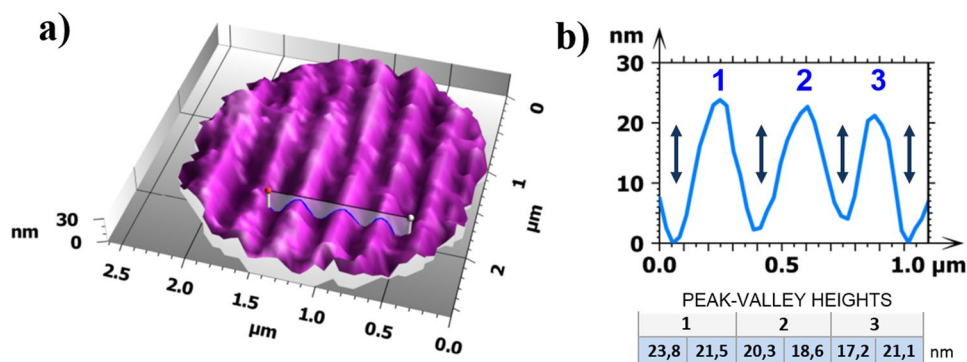 a)
nm
30
0
2.5
2.0
1.5
1.0
0.5
0.0
µm
0
1
2
µm
b)
nm
30
20
10
0
1 2 3
0.0 0.5 1.0 µm
PEAK-VALLEY HEIGHTS
1 2 3
23,8 21,5 20,3 18,6 17,2 21,1 nm